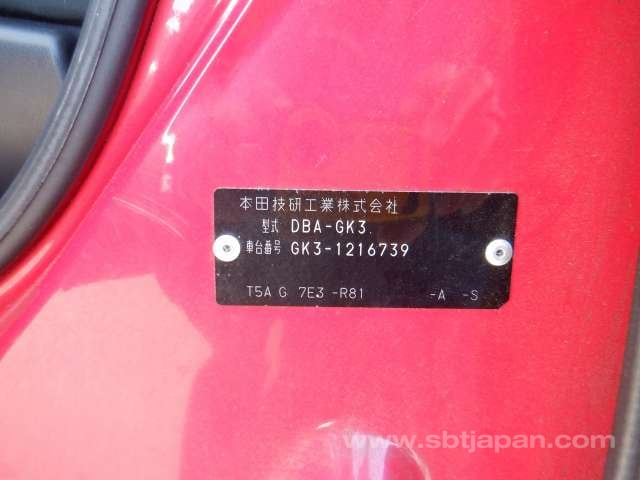 本田技研工業株式会社
型式 DBA-GK3
車台番号 GK3-1216739
T5A G 7E3 -R81 -A -S
www.sbtjapan.com